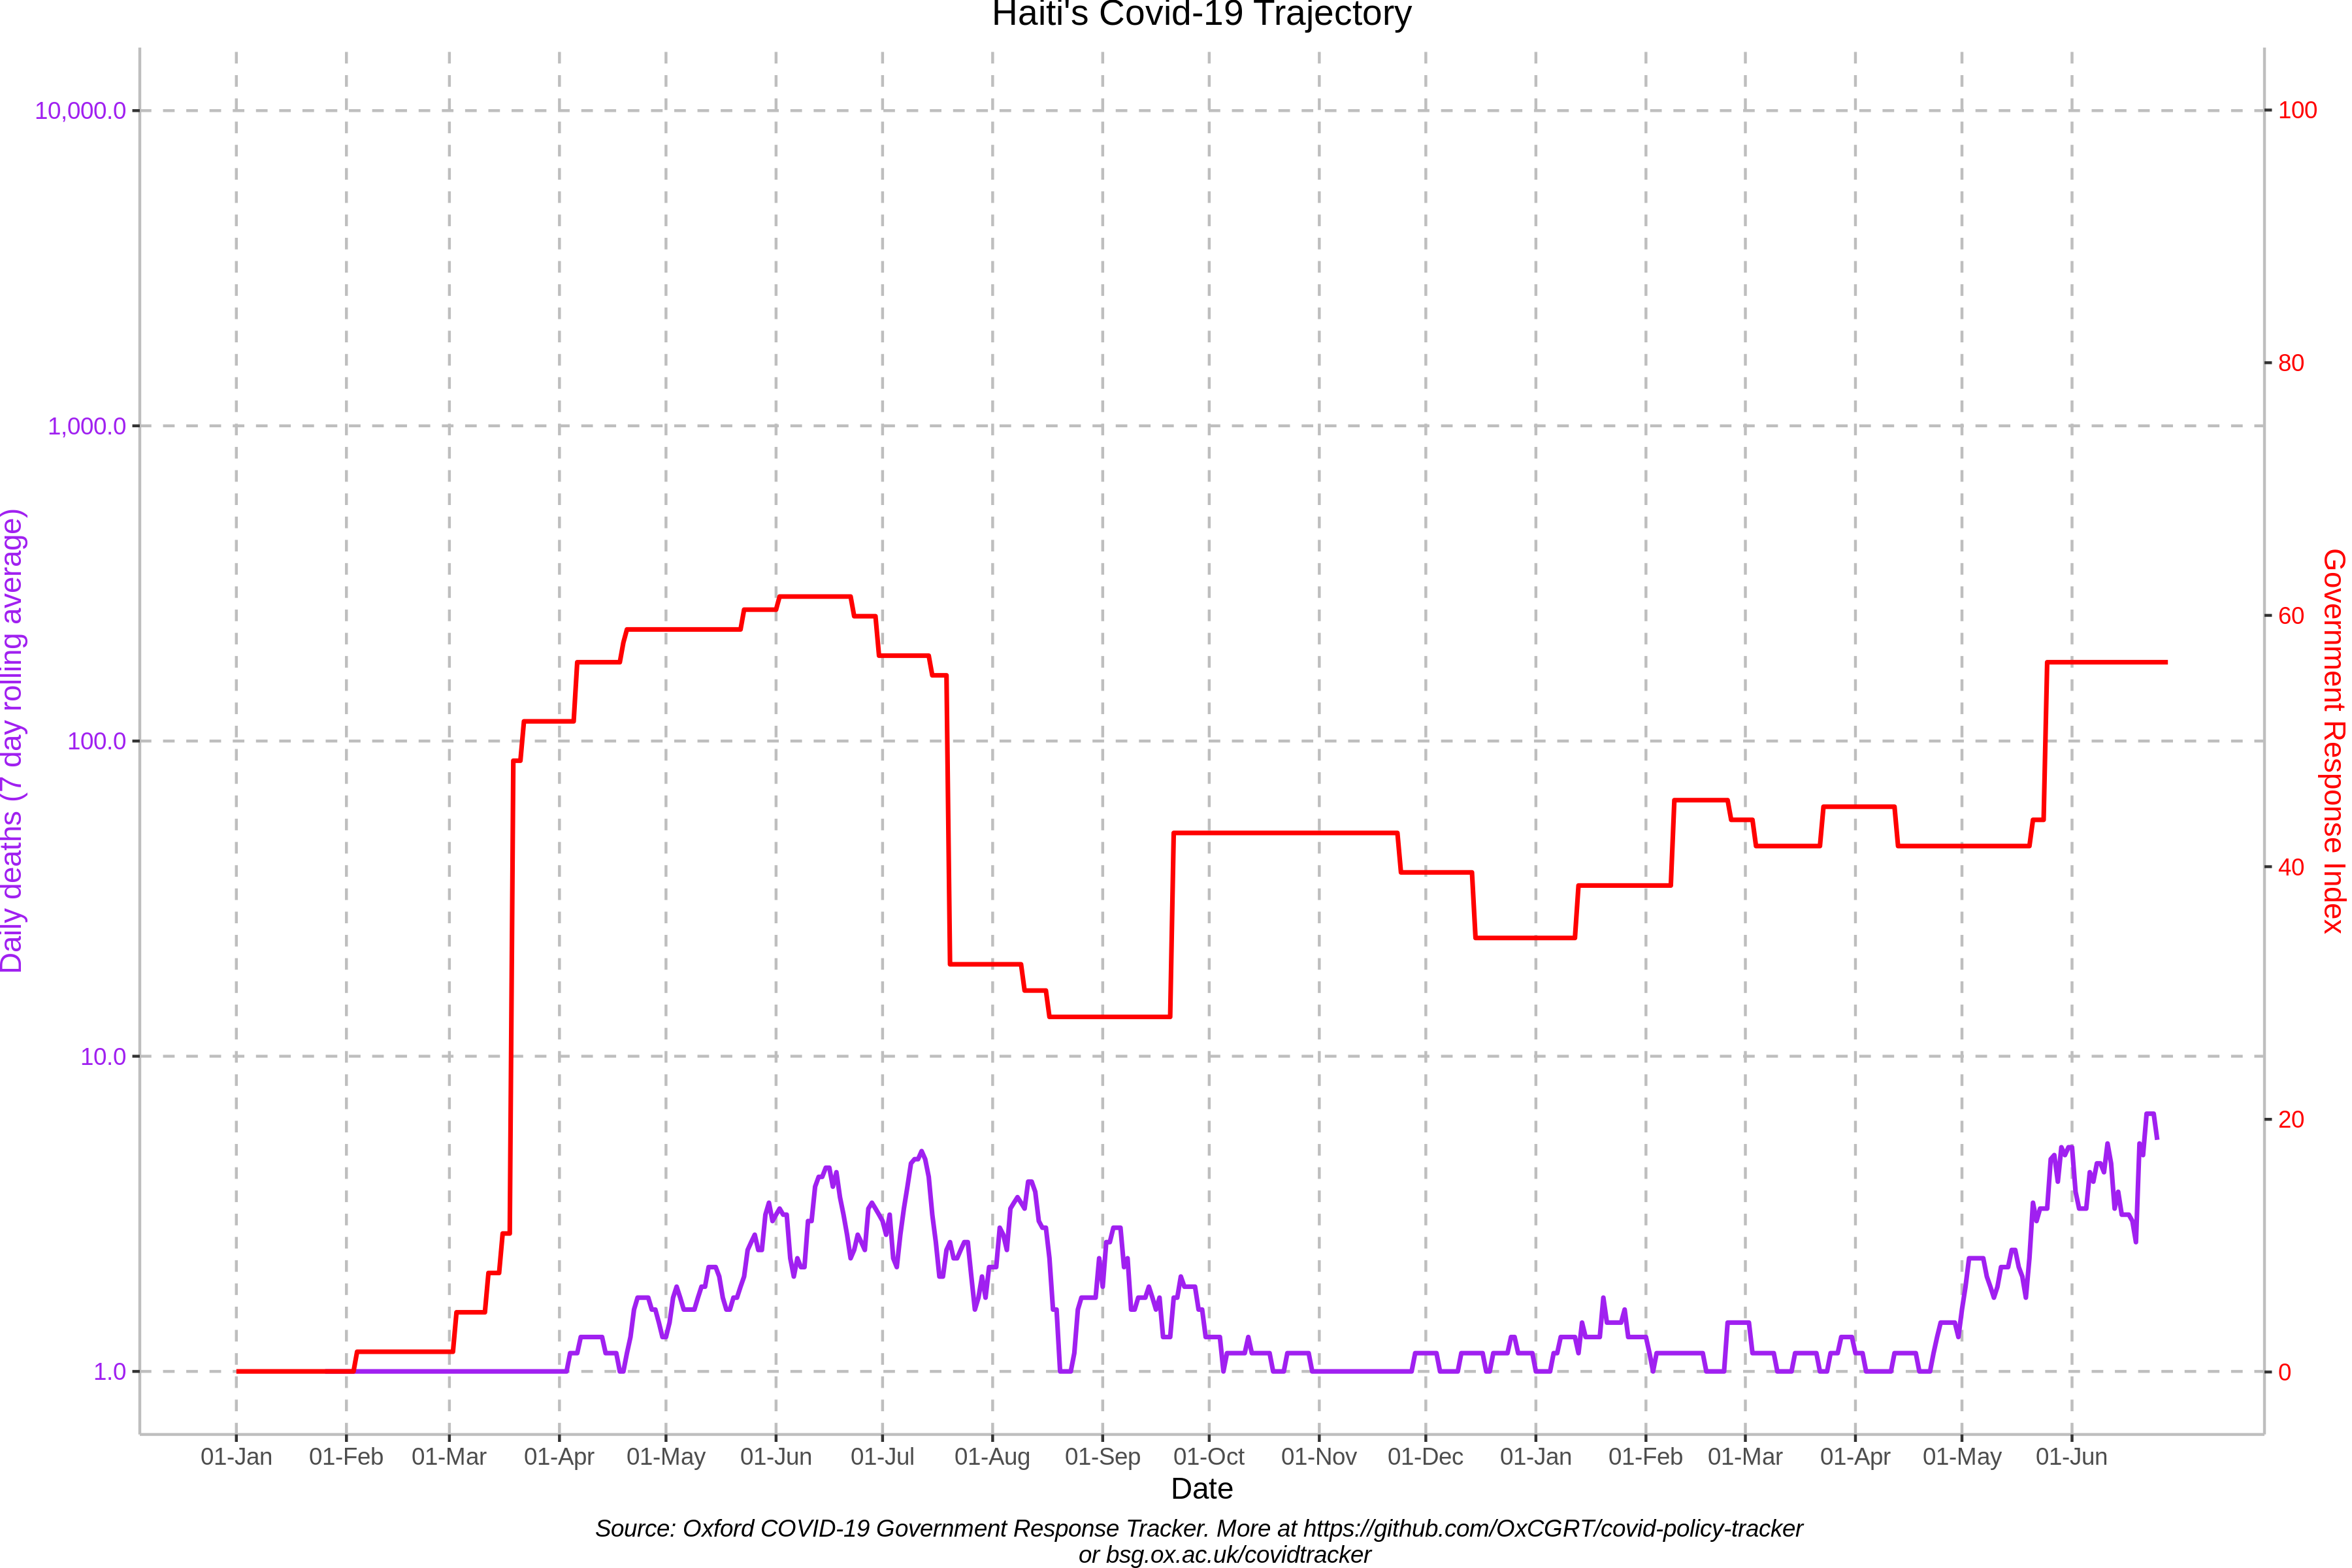 Haiti's Covid-19 Trajectory
10,000.0
1,000.0
100.0
10.0
1.0
Daily deaths (7 day rolling average)
100
80
60
40
20
0
Government Response Index
01-Jan 01-Feb 01-Mar 01-Apr 01-May 01-Jun 01-Jul 01-Aug 01-Sep 01-Oct 01-Nov 01-Dec 01-Jan 01-Feb 01-Mar 01-Apr 01-May 01-Jun
Date
Source: Oxford COVID-19 Government Response Tracker. More at https://github.com/OxCGRT/covid-policy-tracker
or bsg.ox.ac.uk/covidtracker